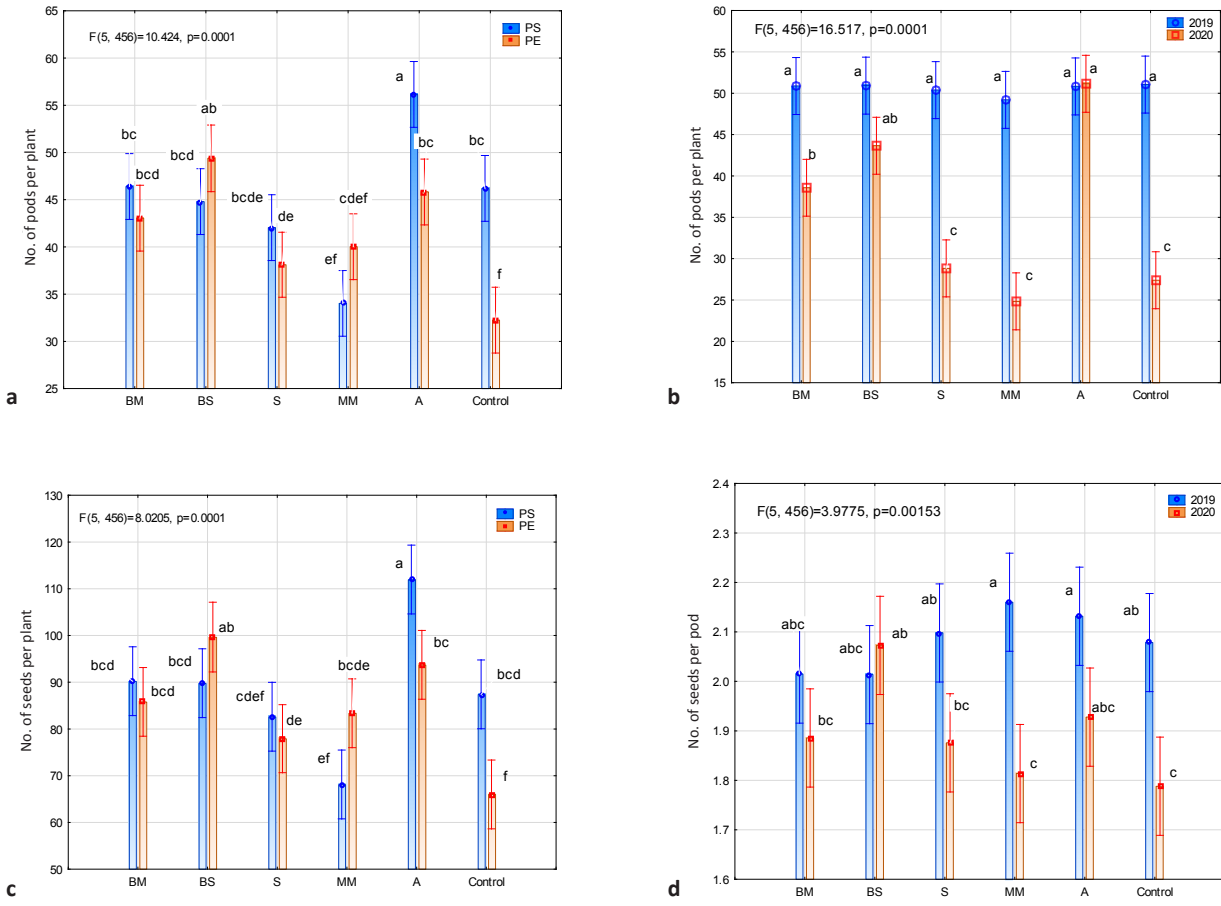 F(5, 456)=10.424, p=0.0001
PS
PE
No. of pods per plant
60
55
50
45
40
35
30
25
bc
bcd
bcd
ab
bcde
de
ef
cdef
a
bc
bc
f
BM BS S MM A Control
a
F(5, 456)=16.517, p=0.0001
2019
2020
No. of pods per plant
60
55
50
45
40
35
30
25
20
15
a
b
a
ab
a
c
a
c
a
a
a
c
BM BS S MM A Control
b
F(5, 456)=8.0205, p=0.0001
PS
PE
No. of seeds per plant
130
120
110
100
90
80
70
60
50
bcd
bcd
bcd
ab
cdef
de
ef
bcde
a
bc
bcd
f
BM BS S MM A Control
c
F(5, 456)=3.9775, p=0.00153
2019
2020
No. of seeds per pod
2.4
2.3
2.2
2.1
2.0
1.9
1.8
1.7
1.6
abc
bc
abc
ab
ab
bc
a
c
a
abc
ab
c
BM BS S MM A Control
d